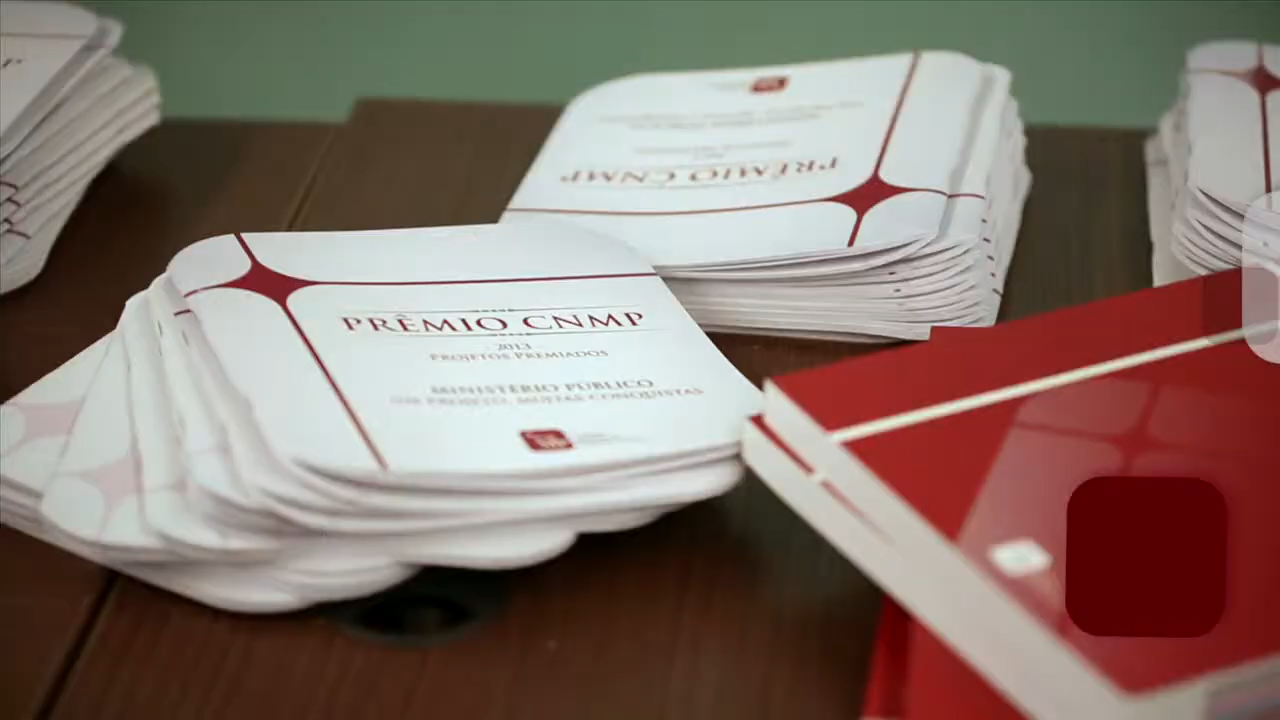 PRÊMIO CNMP
2013
PROJETOS PREMIADOS
MINISTÉRIO PÚBLICO
UM PROJETO, MUITAS CONQUISTAS
PRÊMIO CNMP